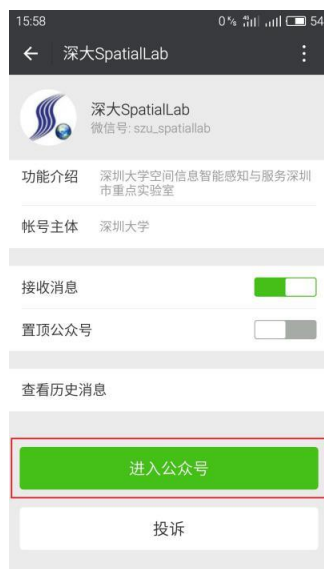 15:58
0% 54
深大SpatialLab
深大SpatialLab
微信号: szu_spatiallab
功能介绍 深圳大学空间信息智能感知与服务深圳
市重点实验室
帐号主体 深圳大学
接收消息
置顶公众号
查看历史消息
进入公众号
投诉